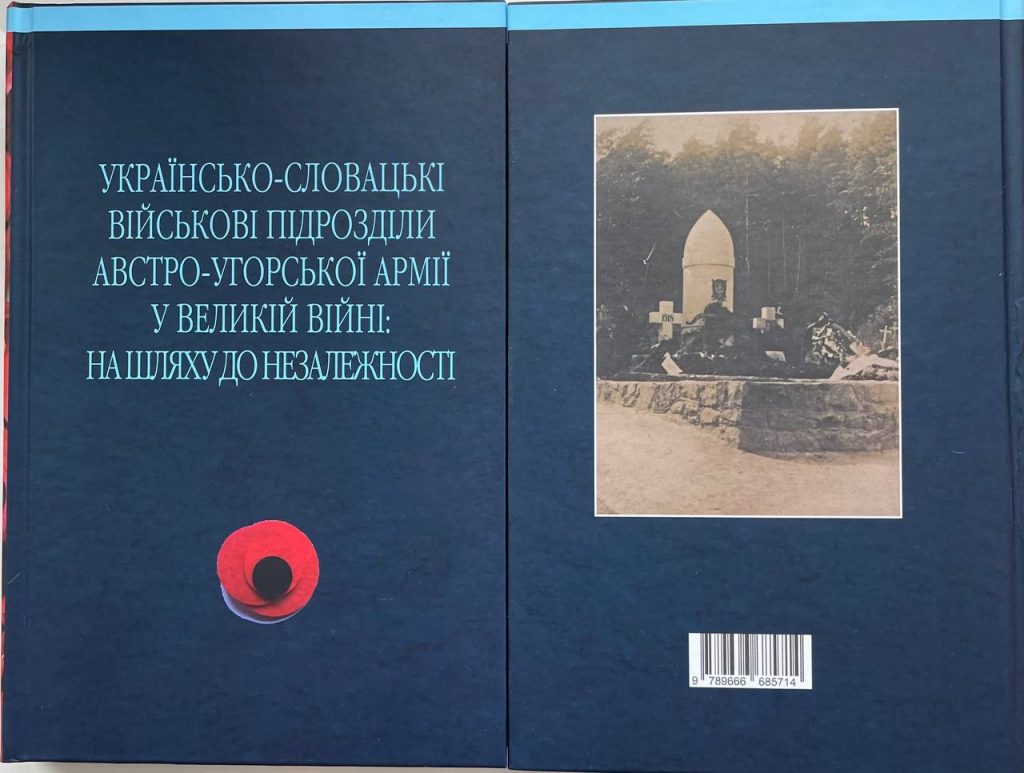 УКРАЇНСЬКО-СЛОВАЦЬКІ
ВІЙСЬКОВІ ПІДРОЗДІЛИ
АВСТРО-УГОРСЬКОЇ АРМІЇ
У ВЕЛИКІЙ ВІЙНІ:
НА ШЛЯХУ ДО НЕЗАЛЕЖНОСТІ
9 789666 685714